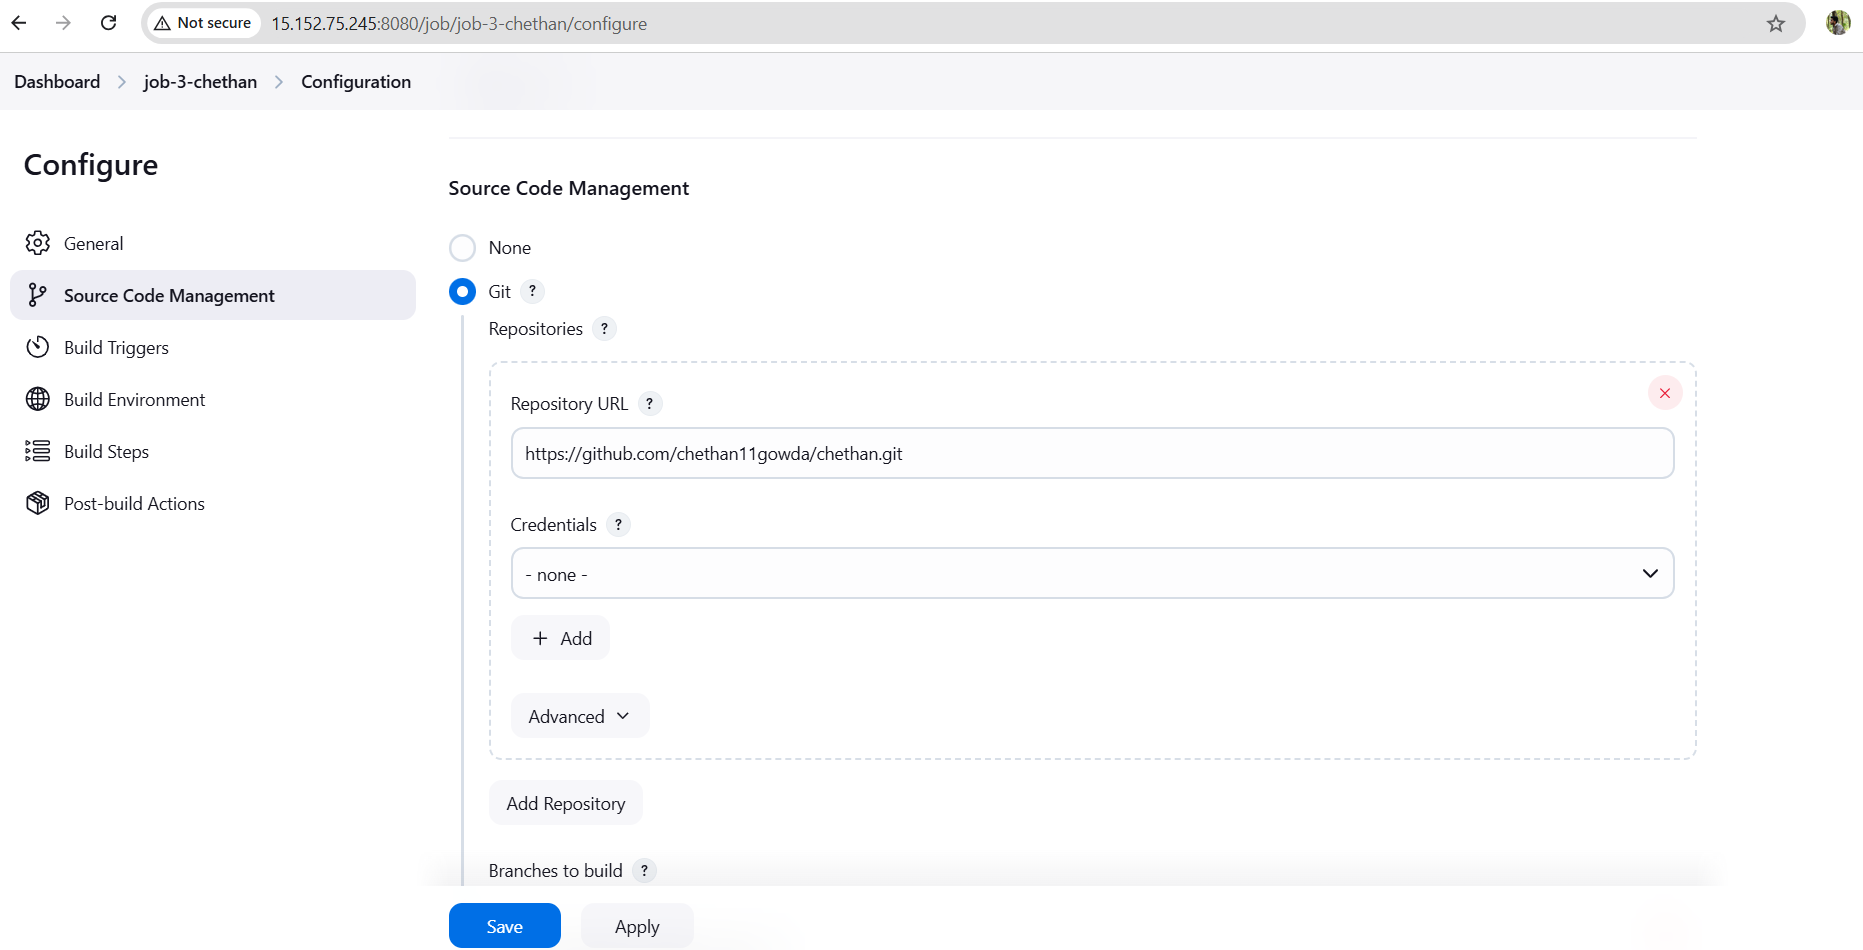 Not secure 15.152.75.245:8080/job/job-3-chethan/configure
Dashboard > job-3-chethan > Configuration
Configure
General
Source Code Management
Build Triggers
Build Environment
Build Steps
Post-build Actions
Source Code Management
None
Git ?
Repositories ?
Repository URL ?
https://github.com/chethan11gowda/chethan.git
Credentials ?
- none -
+ Add
Advanced
Add Repository
Branches to build ?
Save Apply